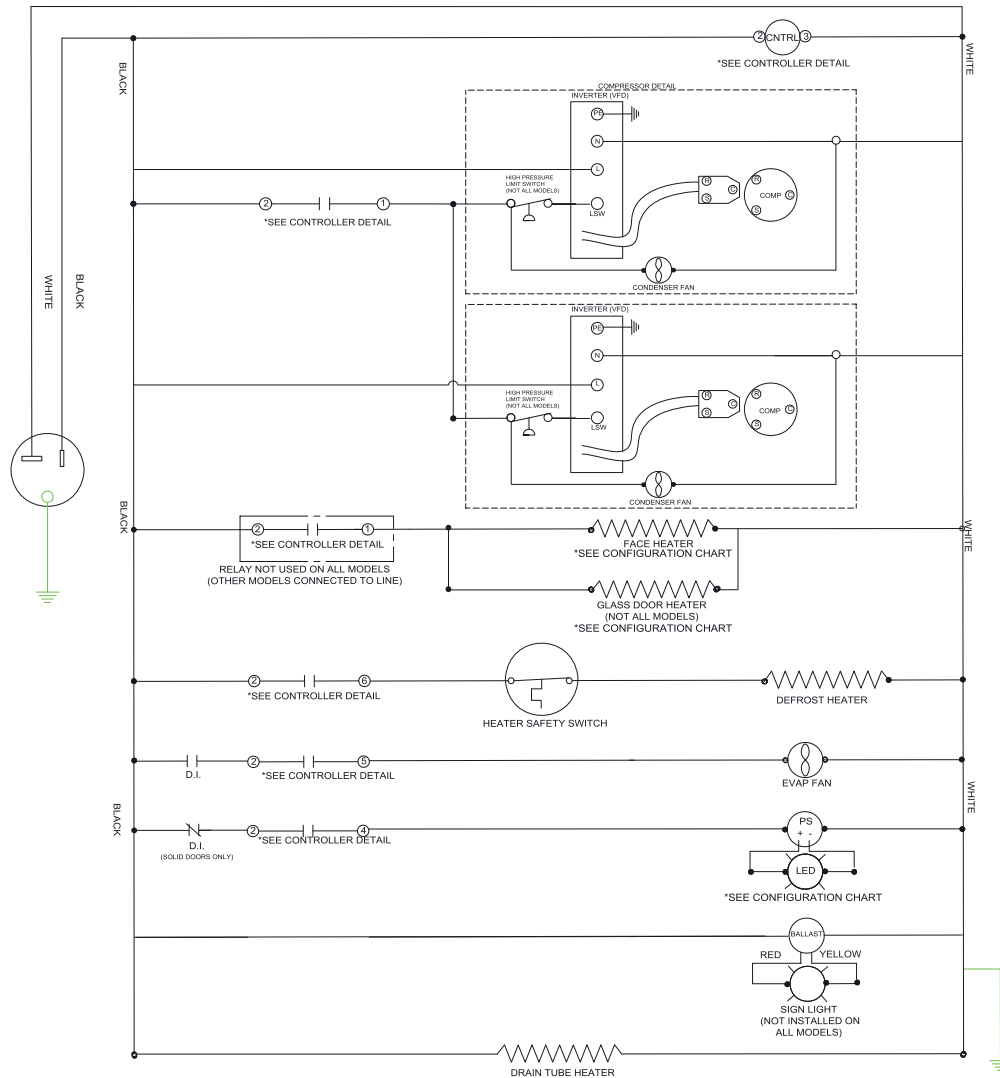 2 CNTRL 3
*SEE CONTROLLER DETAIL
BLACK
WHITE
COMPRESSOR DETAIL
INVERTER (VFD)
PE
N
L
HIGH PRESSURE
LIMIT SWITCH
(NOT ALL MODELS)
R
C
S
R
COMP C
S
2
1
LSW
*SEE CONTROLLER DETAIL
WHITE
BLACK
CONDENSER FAN
INVERTER (VFD)
PE
N
L
HIGH PRESSURE
LIMIT SWITCH
(NOT ALL MODELS)
R
C
S
R
COMP C
S
LSW
CONDENSER FAN
BLACK
WHITE
2
1
*SEE CONTROLLER DETAIL
RELAY NOT USED ON ALL MODELS
(OTHER MODELS CONNECTED TO LINE)
FACE HEATER
*SEE CONFIGURATION CHART
GLASS DOOR HEATER
(NOT ALL MODELS)
*SEE CONFIGURATION CHART
2
6
*SEE CONTROLLER DETAIL
HEATER SAFETY SWITCH
DEFROST HEATER
D.I.
2
5
*SEE CONTROLLER DETAIL
EVAP FAN
BLACK
WHITE
D.I.
(SOLID DOORS ONLY)
2
4
*SEE CONTROLLER DETAIL
PS
+ -
LED
*SEE CONFIGURATION CHART
BALLAST
RED
YELLOW
SIGN LIGHT
(NOT INSTALLED ON
ALL MODELS)
DRAIN TUBE HEATER